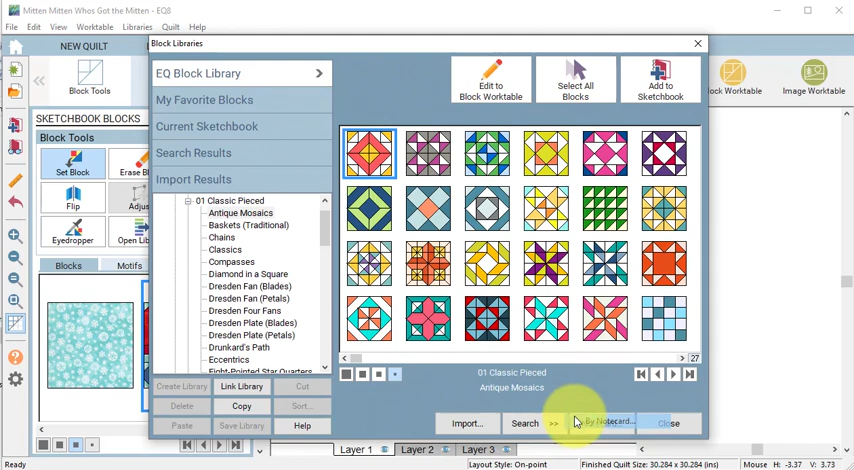 Mitten Mitten Whos Got the Mitten - EQ8
File Edit View Worktable Libraries Quilt Help
NEW QUILT
Block Tools
Block Worktable
Image Worktable
SKETCHBOOK BLOCKS
Block Tools
Set Block
Erase Bl
Flip
Adjus
Eyedropper
Open Lib
Blocks Motifs
Block Libraries
EQ Block Library
My Favorite Blocks
Current Sketchbook
Search Results
Import Results
01 Classic Pieced
Antique Mosaics
Baskets (Traditional)
Chains
Classics
Compasses
Diamond in a Square
Dresden Fan (Blades)
Dresden Fan (Petals)
Dresden Four Fans
Dresden Plate (Blades)
Dresden Plate (Petals)
Drunkard's Path
Eccentrics
Eight-Pointed Star Quarters
Create Library Link Library Cut
Delete Copy Sort...
Paste Save Library Help
Edit to
Block Worktable
Select All
Blocks
Add to
Sketchbook
27
01 Classic Pieced
Antique Mosaics
Import... Search >> By Notecard... Close
Layer 1 Layer 2 Layer 3
Ready
Layout Style: On-point
Finished Quilt Size: 30.284 x 30.284 (ins)
Mouse H: -3.37 V: 3.73